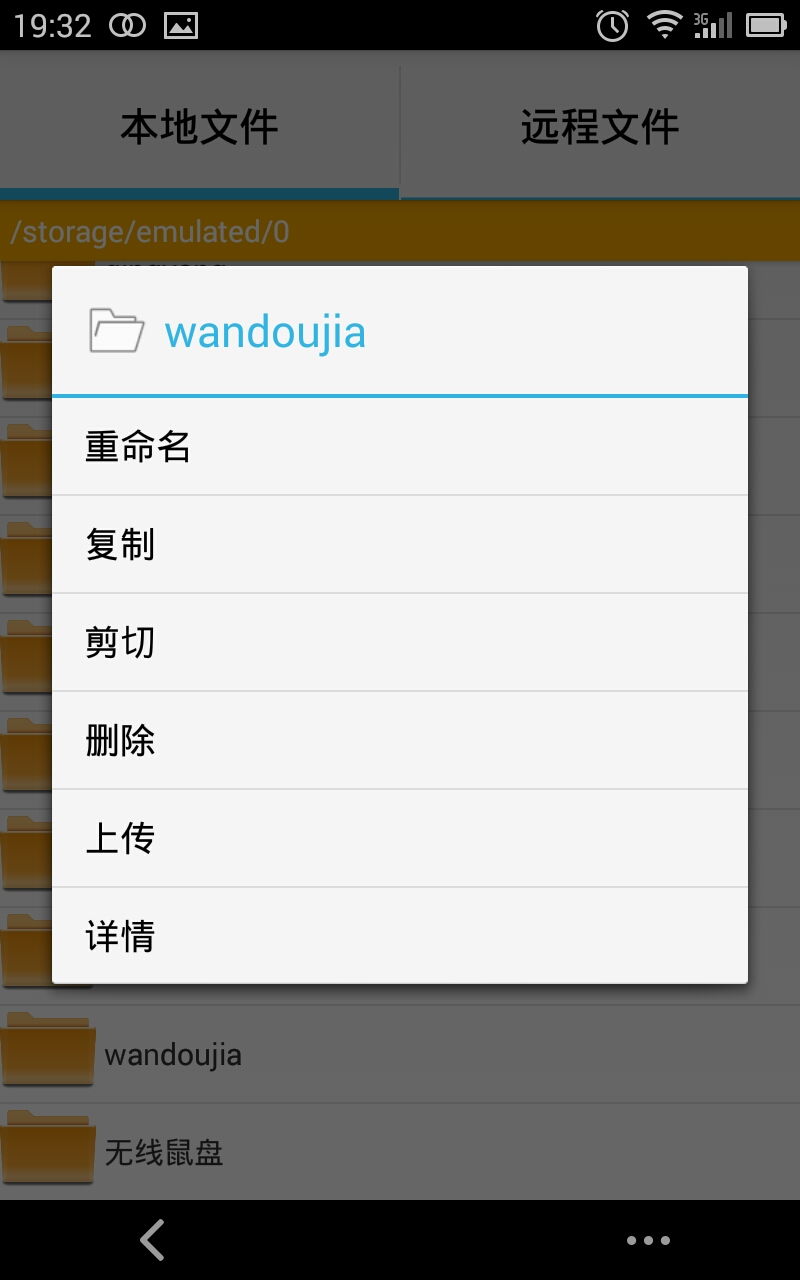 19:32
3G
本地文件
远程文件
/storage/emulated/0
wandoujia
重命名
复制
剪切
删除
上传
详情
wandoujia
无线鼠盘